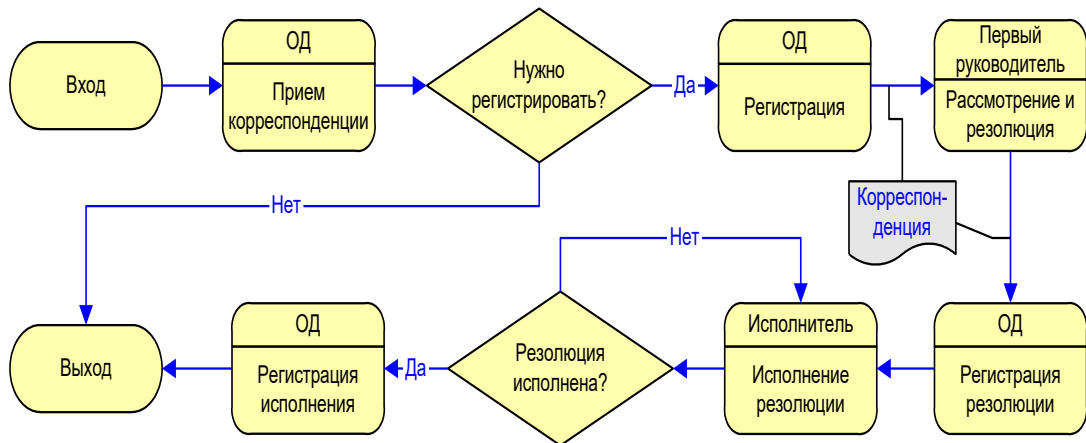 Вход
ОД
Прием
корреспонденции
Нужно
регистрировать?
Да
ОД
Регистрация
Первый
руководитель
Рассмотрение и
резолюция
Нет
Корреспон-
денция
Нет
Выход
ОД
Регистрация
исполнения
Да
Резолюция
исполнена?
Исполнитель
Исполнение
резолюции
ОД
Регистрация
резолюции